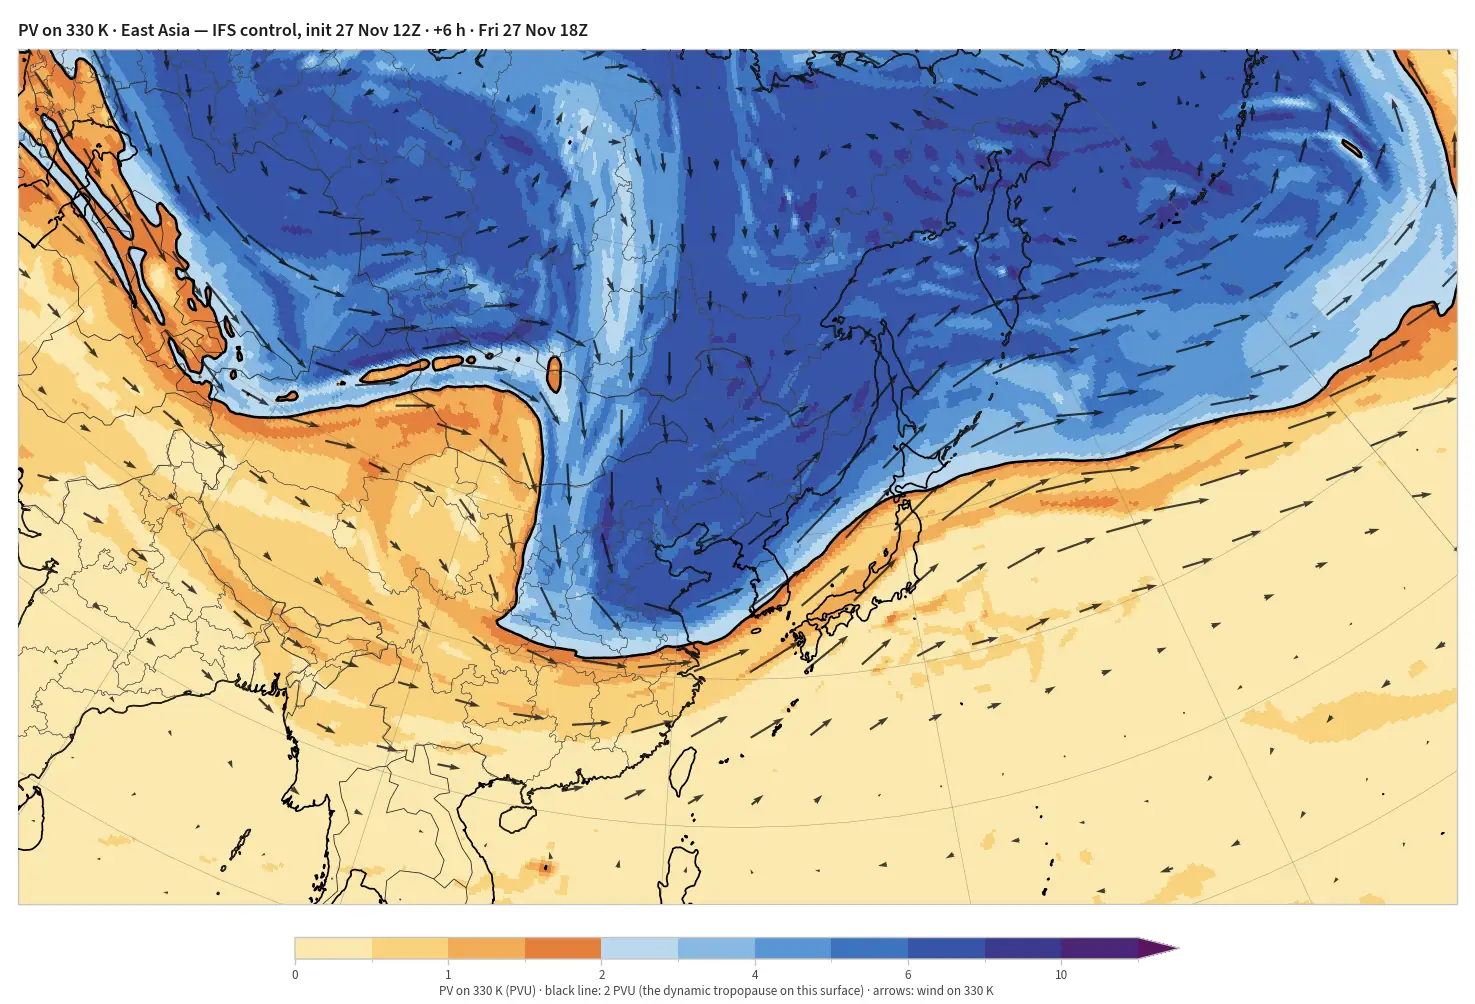 PV on 330 K · East Asia — IFS control, init 27 Nov 12Z · +6 h · Fri 27 Nov 18Z
0 1 2 4 6 10
PV on 330 K (PVU) · black line: 2 PVU (the dynamic tropopause on this surface) · arrows: wind on 330 K